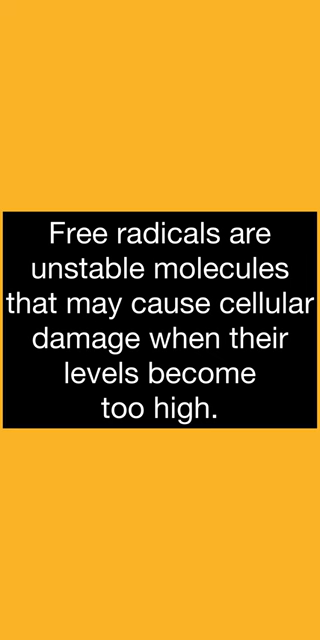 Free radicals are
unstable molecules
that may cause cellular
damage when their
levels become
too high.